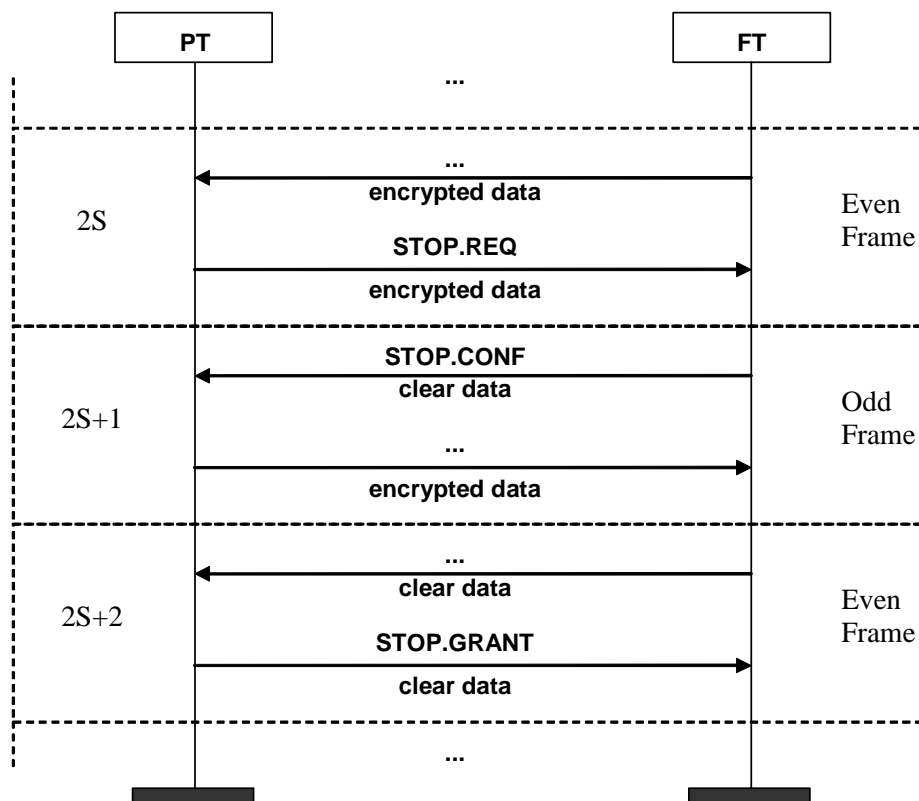 PT
FT
...
...
encrypted data
2S
Even
Frame
STOP.REQ
encrypted data
STOP.CONF
clear data
2S+1
Odd
Frame
...
encrypted data
...
clear data
2S+2
Even
Frame
STOP.GRANT
clear data
...